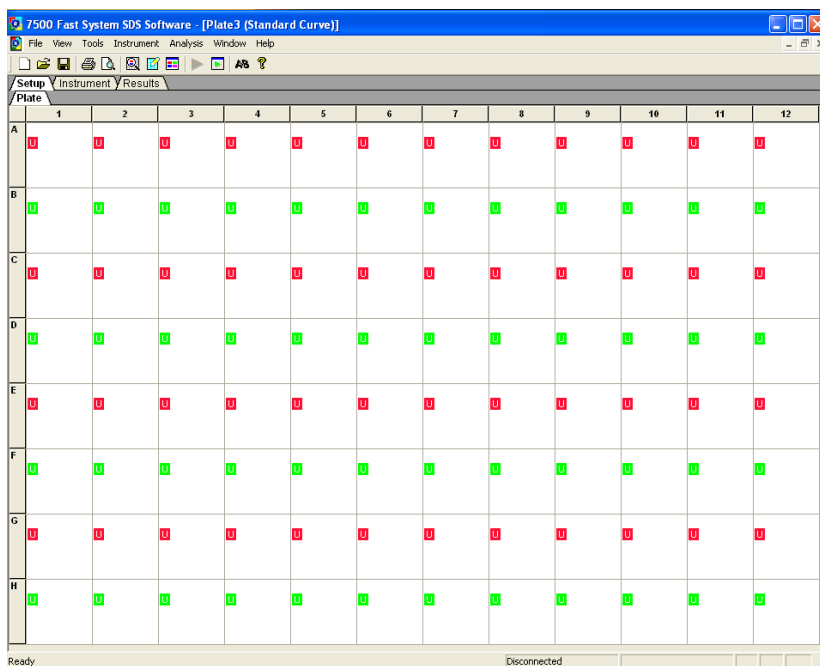 7500 Fast System SDS Software - [Plate3 (Standard Curve)]
File View Tools Instrument Analysis Window Help
Setup Instrument Results
Plate
1 2 3 4 5 6 7 8 9 10 11 12
A U U U U U U U U U U U U
B U U U U U U U U U U U U
C U U U U U U U U U U U U
D U U U U U U U U U U U U
E U U U U U U U U U U U U
F U U U U U U U U U U U U
G U U U U U U U U U U U U
H U U U U U U U U U U U U
Ready Disconnected